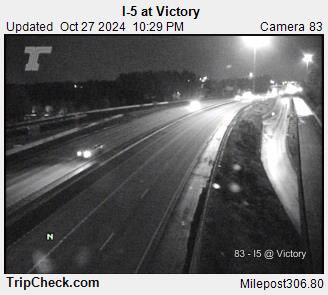 I-5 at Victory
Updated Oct 27 2024 10:29 PM Camera 83
T
N
83 - I5 @ Victory
TripCheck.com Milepost306.80